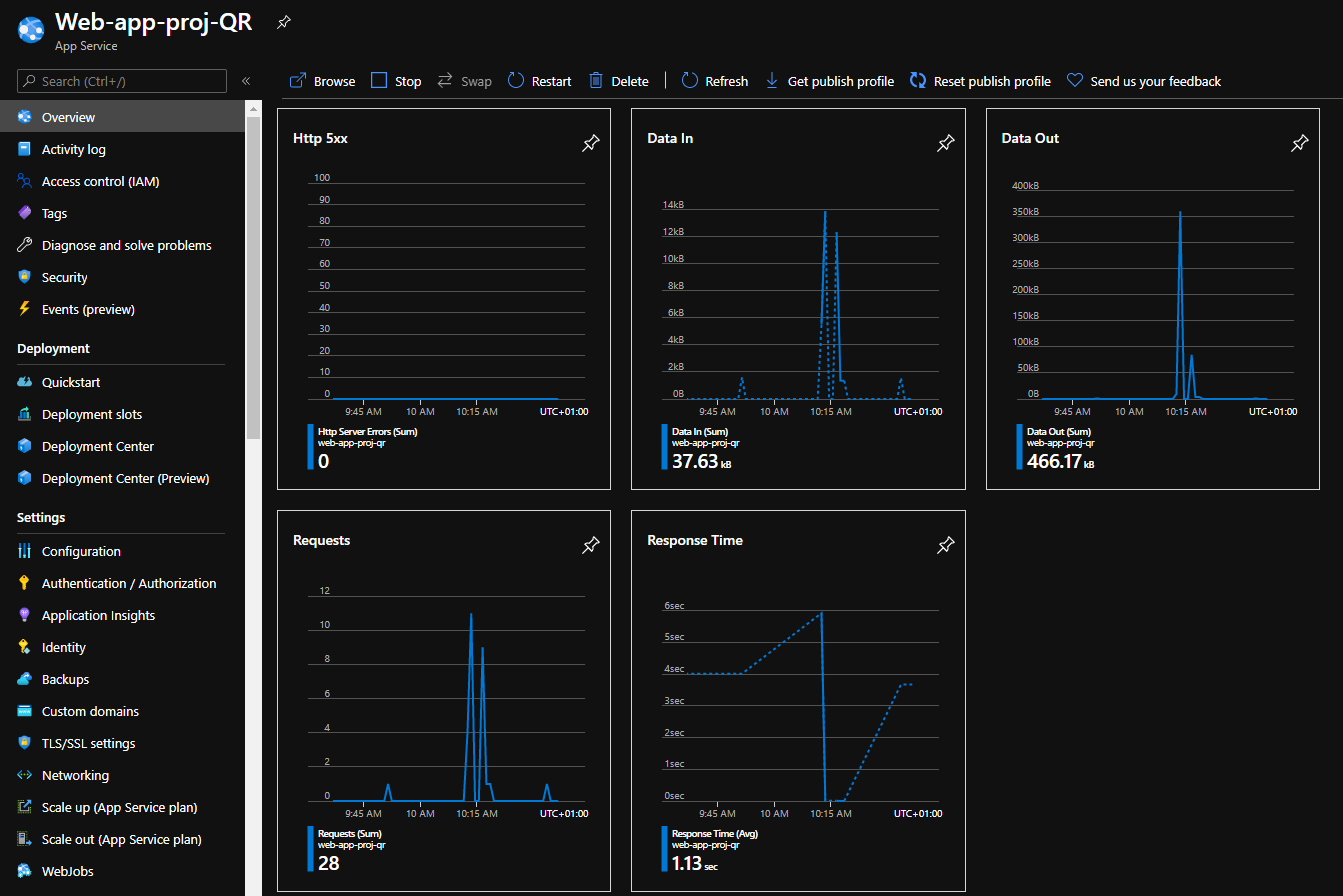 Web-app-proj-QR
App Service
Search (Ctrl+/)
«
Browse Stop Swap Restart Delete Refresh Get publish profile Reset publish profile Send us your feedback
Overview
Activity log
Access control (IAM)
Tags
Diagnose and solve problems
Security
Events (preview)
Deployment
Quickstart
Deployment slots
Deployment Center
Deployment Center (Preview)
Settings
Configuration
Authentication / Authorization
Application Insights
Identity
Backups
Custom domains
TLS/SSL settings
Networking
Scale up (App Service plan)
Scale out (App Service plan)
WebJobs
Http 5xx
100
90
80
70
60
50
40
30
20
10
0
9:45 AM 10 AM 10:15 AM UTC+01:00
Http Server Errors (Sum)
web-app-proj-qr
0
Data In
14kB
12kB
10kB
8kB
6kB
4kB
2kB
0B
9:45 AM 10 AM 10:15 AM UTC+01:00
Data In (Sum)
web-app-proj-qr
37.63 kB
Data Out
400kB
350kB
300kB
250kB
200kB
150kB
100kB
50kB
0B
9:45 AM 10 AM 10:15 AM UTC+01:00
Data Out (Sum)
web-app-proj-qr
466.17 kB
Requests
12
10
8
6
4
2
0
9:45 AM 10 AM 10:15 AM UTC+01:00
Requests (Sum)
web-app-proj-qr
28
Response Time
6sec
5sec
4sec
3sec
2sec
1sec
0sec
9:45 AM 10 AM 10:15 AM UTC+01:00
Response Time (Avg)
web-app-proj-qr
1.13 sec